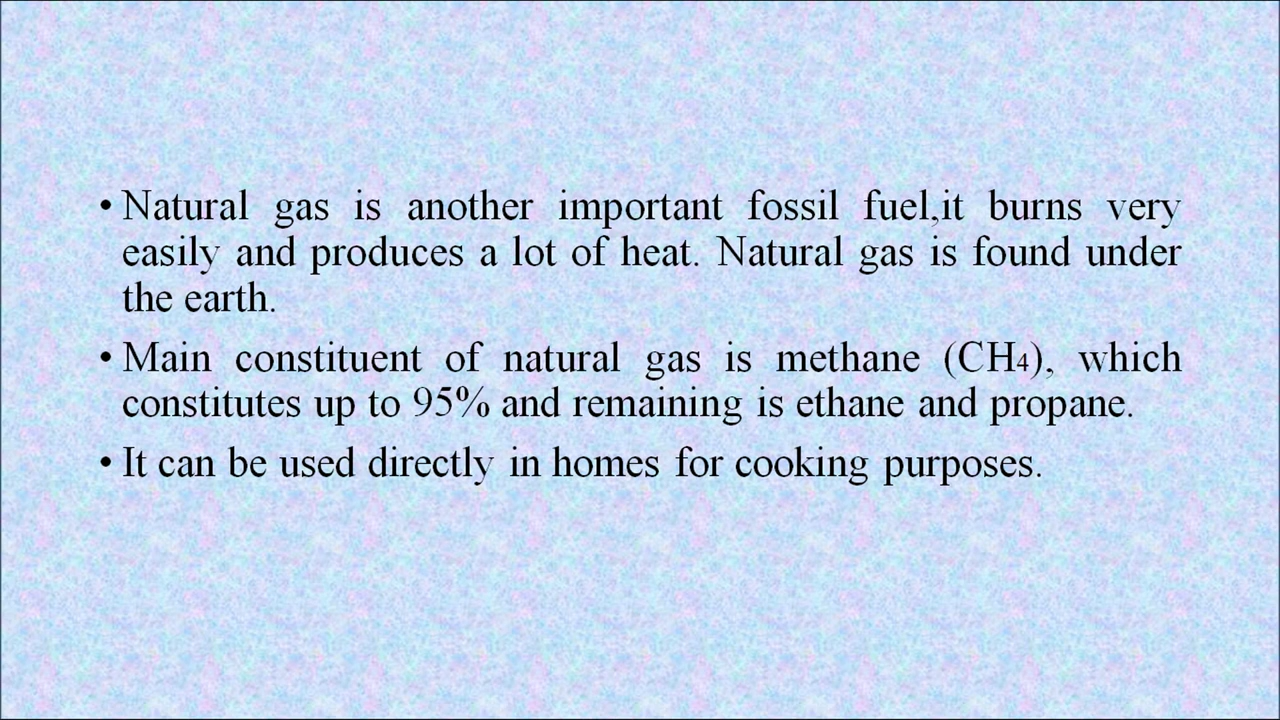 • Natural gas is another important fossil fuel,it burns very
easily and produces a lot of heat. Natural gas is found under
the earth.
• Main constituent of natural gas is methane (CH4), which
constitutes up to 95% and remaining is ethane and propane.
• It can be used directly in homes for cooking purposes.